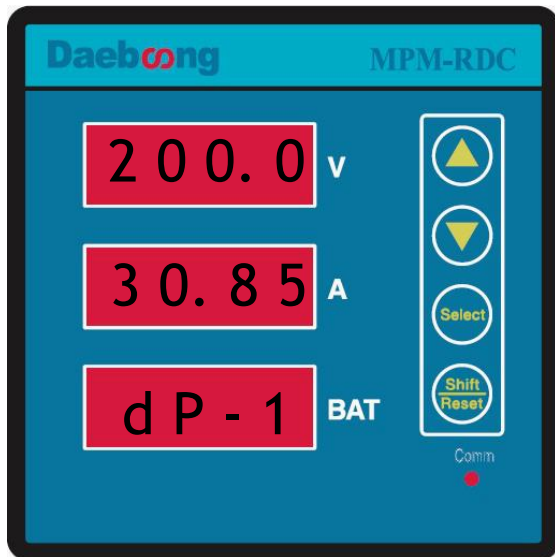 Daeboong MPM-RDC
200.0 V
30.85 A
dP-1 BAT
Select
Shift
Reset
Comm